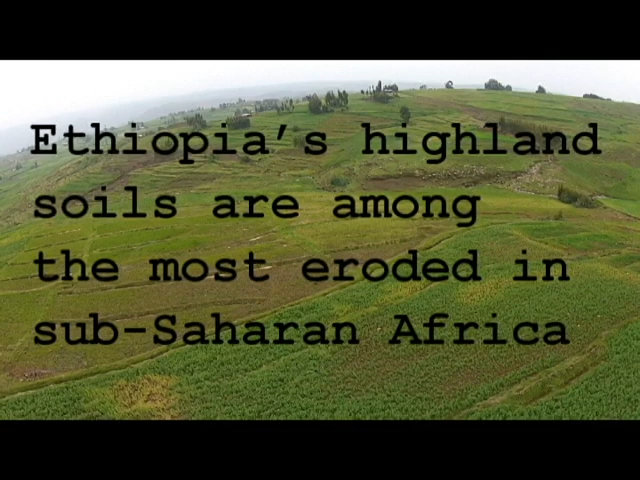 Ethiopia’s highland
soils are among
the most eroded in
sub-Saharan Africa